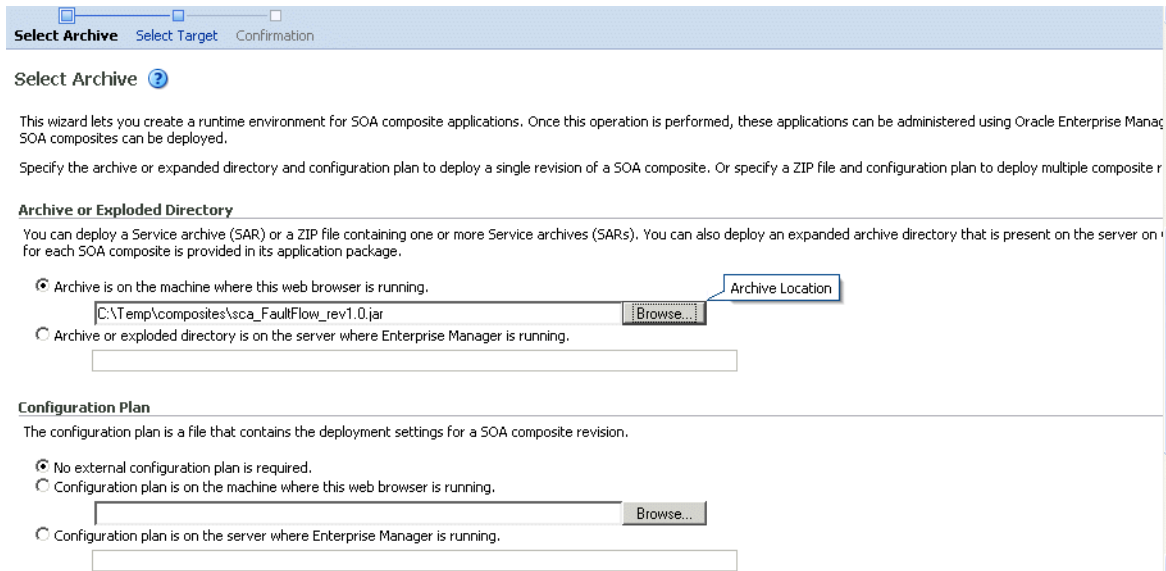 Select Archive Select Target Confirmation
Select Archive ?
This wizard lets you create a runtime environment for SOA composite applications. Once this operation is performed, these applications can be administered using Oracle Enterprise
SOA composites can be deployed.
Specify the archive or expanded directory and configuration plan to deploy a single revision of a SOA composite. Or specify a ZIP file and configuration plan to deploy multiple composite
Archive or Exploded Directory
You can deploy a Service archive (SAR) or a ZIP file containing one or more Service archives (SARs). You can also deploy an expanded archive directory that is present on the server on
for each SOA composite is provided in its application package.
Archive is on the machine where this web browser is running.
Archive Location
C:\Temp\composites\sca_FaultFlow_rev1.0.jar Browse...
Archive or exploded directory is on the server where Enterprise Manager is running.
Configuration Plan
The configuration plan is a file that contains the deployment settings for a SOA composite revision.
No external configuration plan is required.
Configuration plan is on the machine where this web browser is running.
Browse...
Configuration plan is on the server where Enterprise Manager is running.